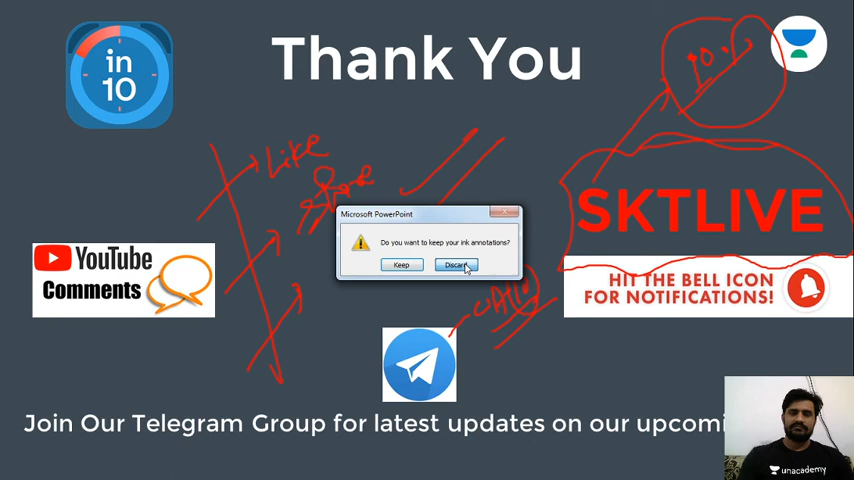 in
10
Thank You
10%
Like
Share
SKTLIVE
Microsoft PowerPoint
Do you want to keep your ink annotations?
Keep
Discard
YouTube
Comments
HIT THE BELL ICON
FOR NOTIFICATIONS!
Join Our Telegram Group for latest updates on our upcomi
unacademy